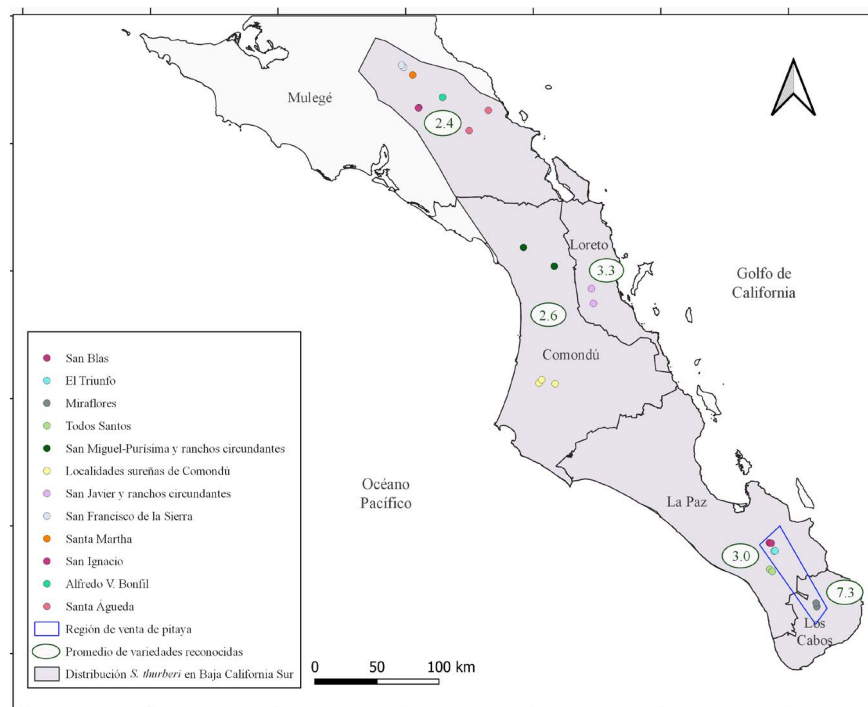 Mulegé
2.4
Loreto
3.3
Golfo de
California
2.6
Comondú
San Blas
El Triunfo
Miraflores
Todos Santos
San Miguel-Purísima y ranchos circundantes
Localidades sureñas de Comondú
San Javier y ranchos circundantes
San Francisco de la Sierra
Santa Martha
San Ignacio
Alfredo V. Bonfil
Santa Águeda
Región de venta de pitaya
Promedio de variedades reconocidas
Distribución S. thurberi en Baja California Sur
Océano
Pacífico
La Paz
3.0
7.3
Los
Cabos
0 50 100 km